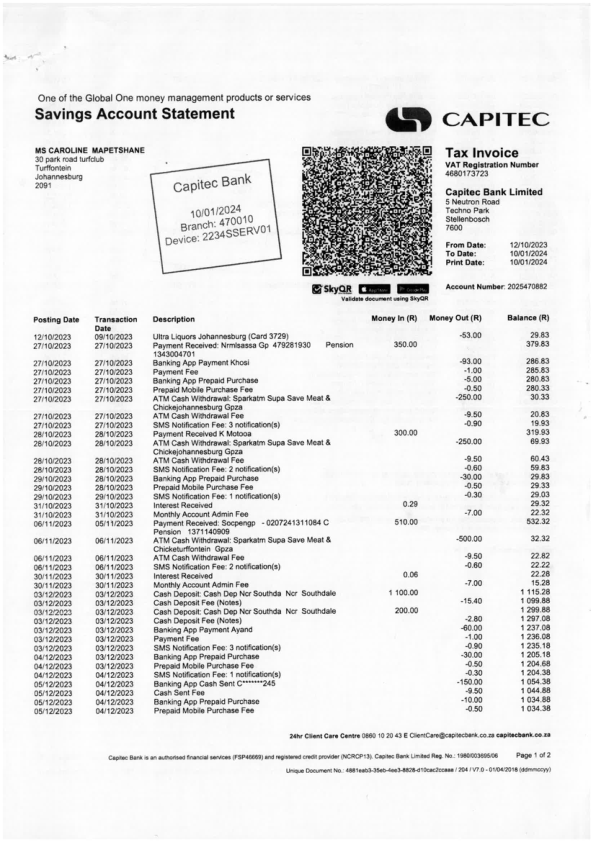 One of the Global One money management products or services
Savings Account Statement
CAPITEC
MS CAROLINE MAPETSHANE
30 park road turfclub
Turffontein
Johannesburg
2091
Capitec Bank
10/01/2024
Branch: 470010
Device: 2234SSERV01
Tax Invoice
VAT Registration Number
4680173723
Capitec Bank Limited
5 Neutron Road
Techno Park
Stellenbosch
7600
From Date: 12/10/2023
To Date: 10/01/2024
Print Date: 10/01/2024
SkyQR
Validate document using SkyQR
Account Number: 2025470882
Posting Date Transaction Date Description Money In (R) Money Out (R) Balance (R)
12/10/2023 09/10/2023 Ultra Liquors Johannesburg (Card 3729) -53.00 29.83
27/10/2023 27/10/2023 Payment Received: Nrmlsassa Gp 479281930 Pension 350.00 379.83
1343004701
27/10/2023 27/10/2023 Banking App Payment Khosi -93.00 286.83
27/10/2023 27/10/2023 Payment Fee -1.00 285.83
27/10/2023 27/10/2023 Banking App Prepaid Purchase -5.00 280.83
27/10/2023 27/10/2023 Prepaid Mobile Purchase Fee -0.50 280.33
27/10/2023 27/10/2023 ATM Cash Withdrawal: Sparkatm Supa Save Meat & -250.00 30.33
Chickejohannesburg Gpza
27/10/2023 27/10/2023 ATM Cash Withdrawal Fee -9.50 20.83
27/10/2023 27/10/2023 SMS Notification Fee: 3 notification(s) -0.90 19.93
28/10/2023 28/10/2023 Payment Received K Motooa 300.00 319.93
28/10/2023 28/10/2023 ATM Cash Withdrawal: Sparkatm Supa Save Meat & -250.00 69.93
Chickejohannesburg Gpza
28/10/2023 28/10/2023 ATM Cash Withdrawal Fee -9.50 60.43
28/10/2023 28/10/2023 SMS Notification Fee: 2 notification(s) -0.60 59.83
29/10/2023 28/10/2023 Banking App Prepaid Purchase -30.00 29.83
29/10/2023 28/10/2023 Prepaid Mobile Purchase Fee -0.50 29.33
29/10/2023 29/10/2023 SMS Notification Fee: 1 notification(s) -0.30 29.03
31/10/2023 31/10/2023 Interest Received 0.29 29.32
31/10/2023 31/10/2023 Monthly Account Admin Fee -7.00 22.32
06/11/2023 05/11/2023 Payment Received: Socpengp - 0207241311084 C 510.00 532.32
Pension 1371140909
06/11/2023 06/11/2023 ATM Cash Withdrawal: Sparkatm Supa Save Meat & -500.00 32.32
Chicketurffontein Gpza
06/11/2023 06/11/2023 ATM Cash Withdrawal Fee -9.50 22.82
06/11/2023 06/11/2023 SMS Notification Fee: 2 notification(s) -0.60 22.22
30/11/2023 30/11/2023 Interest Received 0.06 22.28
30/11/2023 30/11/2023 Monthly Account Admin Fee -7.00 15.28
03/12/2023 03/12/2023 Cash Deposit: Cash Dep Ncr Southda Ncr Southdale 1 100.00 1 115.28
03/12/2023 03/12/2023 Cash Deposit Fee (Notes) -15.40 1 099.88
03/12/2023 03/12/2023 Cash Deposit: Cash Dep Ncr Southda Ncr Southdale 200.00 1 299.88
03/12/2023 03/12/2023 Cash Deposit Fee (Notes) -2.80 1 297.08
03/12/2023 03/12/2023 Banking App Payment Ayand -60.00 1 237.08
03/12/2023 03/12/2023 Payment Fee -1.00 1 236.08
03/12/2023 03/12/2023 SMS Notification Fee: 3 notification(s) -0.90 1 235.18
04/12/2023 03/12/2023 Banking App Prepaid Purchase -30.00 1 205.18
04/12/2023 03/12/2023 Prepaid Mobile Purchase Fee -0.50 1 204.68
04/12/2023 04/12/2023 SMS Notification Fee: 1 notification(s) -0.30 1 204.38
05/12/2023 04/12/2023 Banking App Cash Sent C*******245 -150.00 1 054.38
05/12/2023 04/12/2023 Cash Sent Fee -9.50 1 044.88
05/12/2023 04/12/2023 Banking App Prepaid Purchase -10.00 1 034.88
05/12/2023 04/12/2023 Prepaid Mobile Purchase Fee -0.50 1 034.38
24hr Client Care Centre 0860 10 20 43 E ClientCare@capitecbank.co.za capitecbank.co.za
Capitec Bank is an authorised financial services (FSP46669) and registered credit provider (NCRCP13). Capitec Bank Limited Reg. No.: 1980/003695/06 Page 1 of 2
Unique Document No.: / 204 / V7.0 - 01/04/2018 (ddmmccyy)